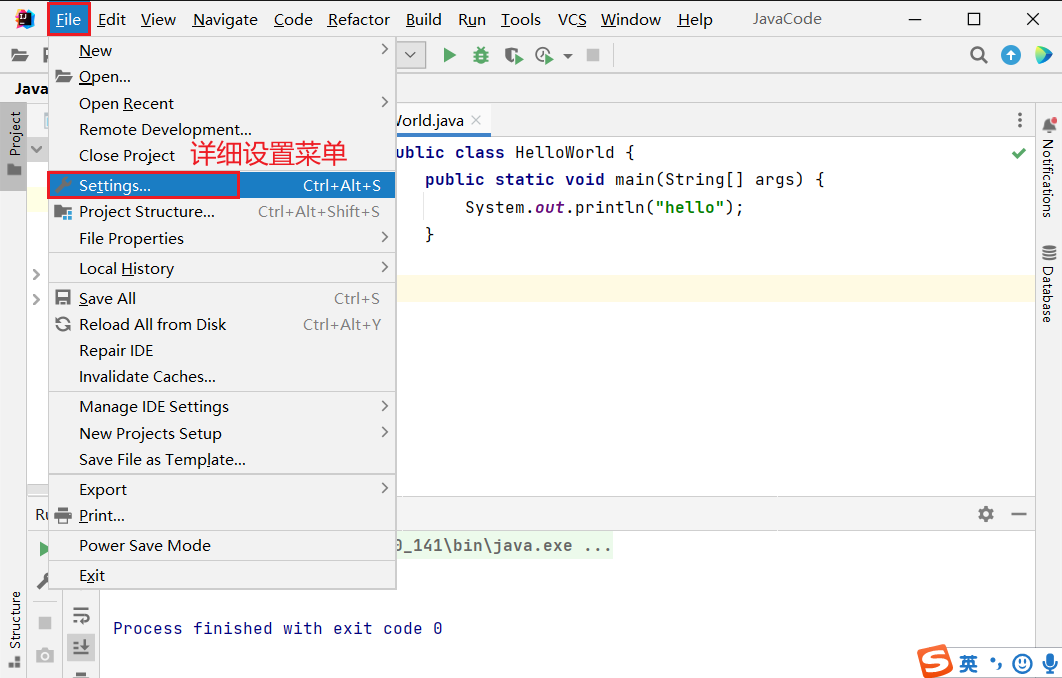 File Edit View Navigate Code Refactor Build Run Tools VCS Window Help JavaCode
New
Open...
Open Recent
Remote Development...
Close Project 详细设置菜单
Settings... Ctrl+Alt+S
Project Structure... Ctrl+Alt+Shift+S
File Properties
Local History
Save All Ctrl+S
Reload All from Disk Ctrl+Alt+Y
Repair IDE
Invalidate Caches...
Manage IDE Settings
New Projects Setup
Save File as Template...
Export
Print...
Power Save Mode
Exit
Java
Project
Structure
World.java
ublic class HelloWorld {
public static void main(String[] args) {
System.out.println("hello");
}
Notifications
Database
Ru
0_141\bin\java.exe ...
Process finished with exit code 0
英